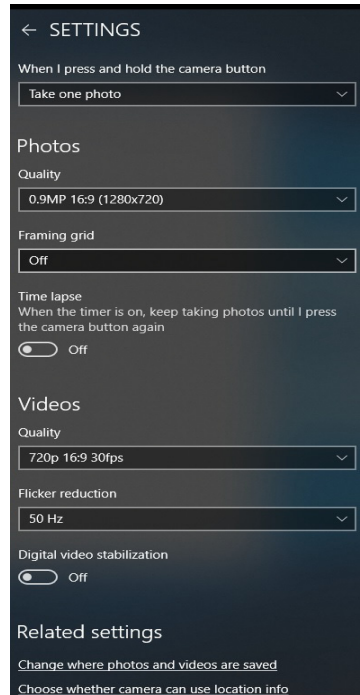 ← SETTINGS
When I press and hold the camera button
Take one photo
Photos
Quality
0.9MP 16:9 (1280x720)
Framing grid
Off
Time lapse
When the timer is on, keep taking photos until I press
the camera button again
Off
Videos
Quality
720p 16:9 30fps
Flicker reduction
50 Hz
Digital video stabilization
Off
Related settings
Change where photos and videos are saved
Choose whether camera can use location info